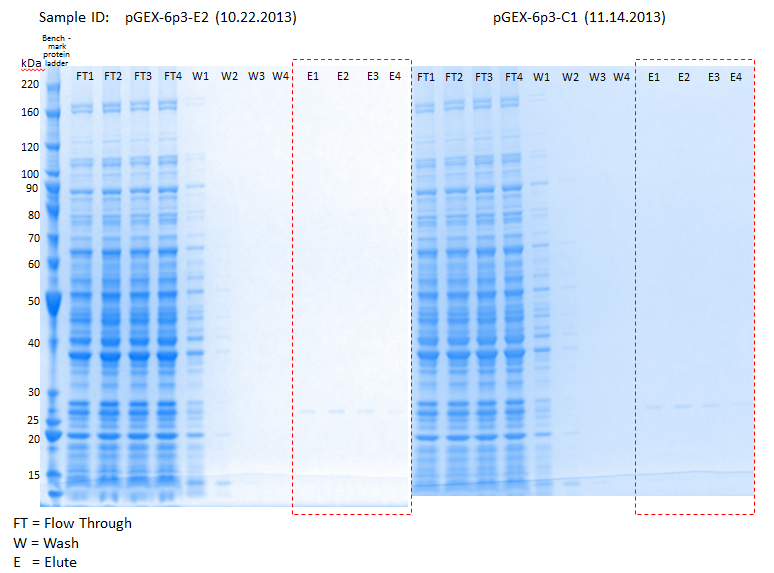 Sample ID: pGEX-6p3-E2 (10.22.2013) pGEX-6p3-C1 (11.14.2013)
Bench -
mark
protein
ladder
kDa FT1 FT2 FT3 FT4 W1 W2 W3 W4 E1 E2 E3 E4 FT1 FT2 FT3 FT4 W1 W2 W3 W4 E1 E2 E3 E4
220
160
120
100
90
80
70
60
50
40
30
25
20
15
FT = Flow Through
W = Wash
E = Elute